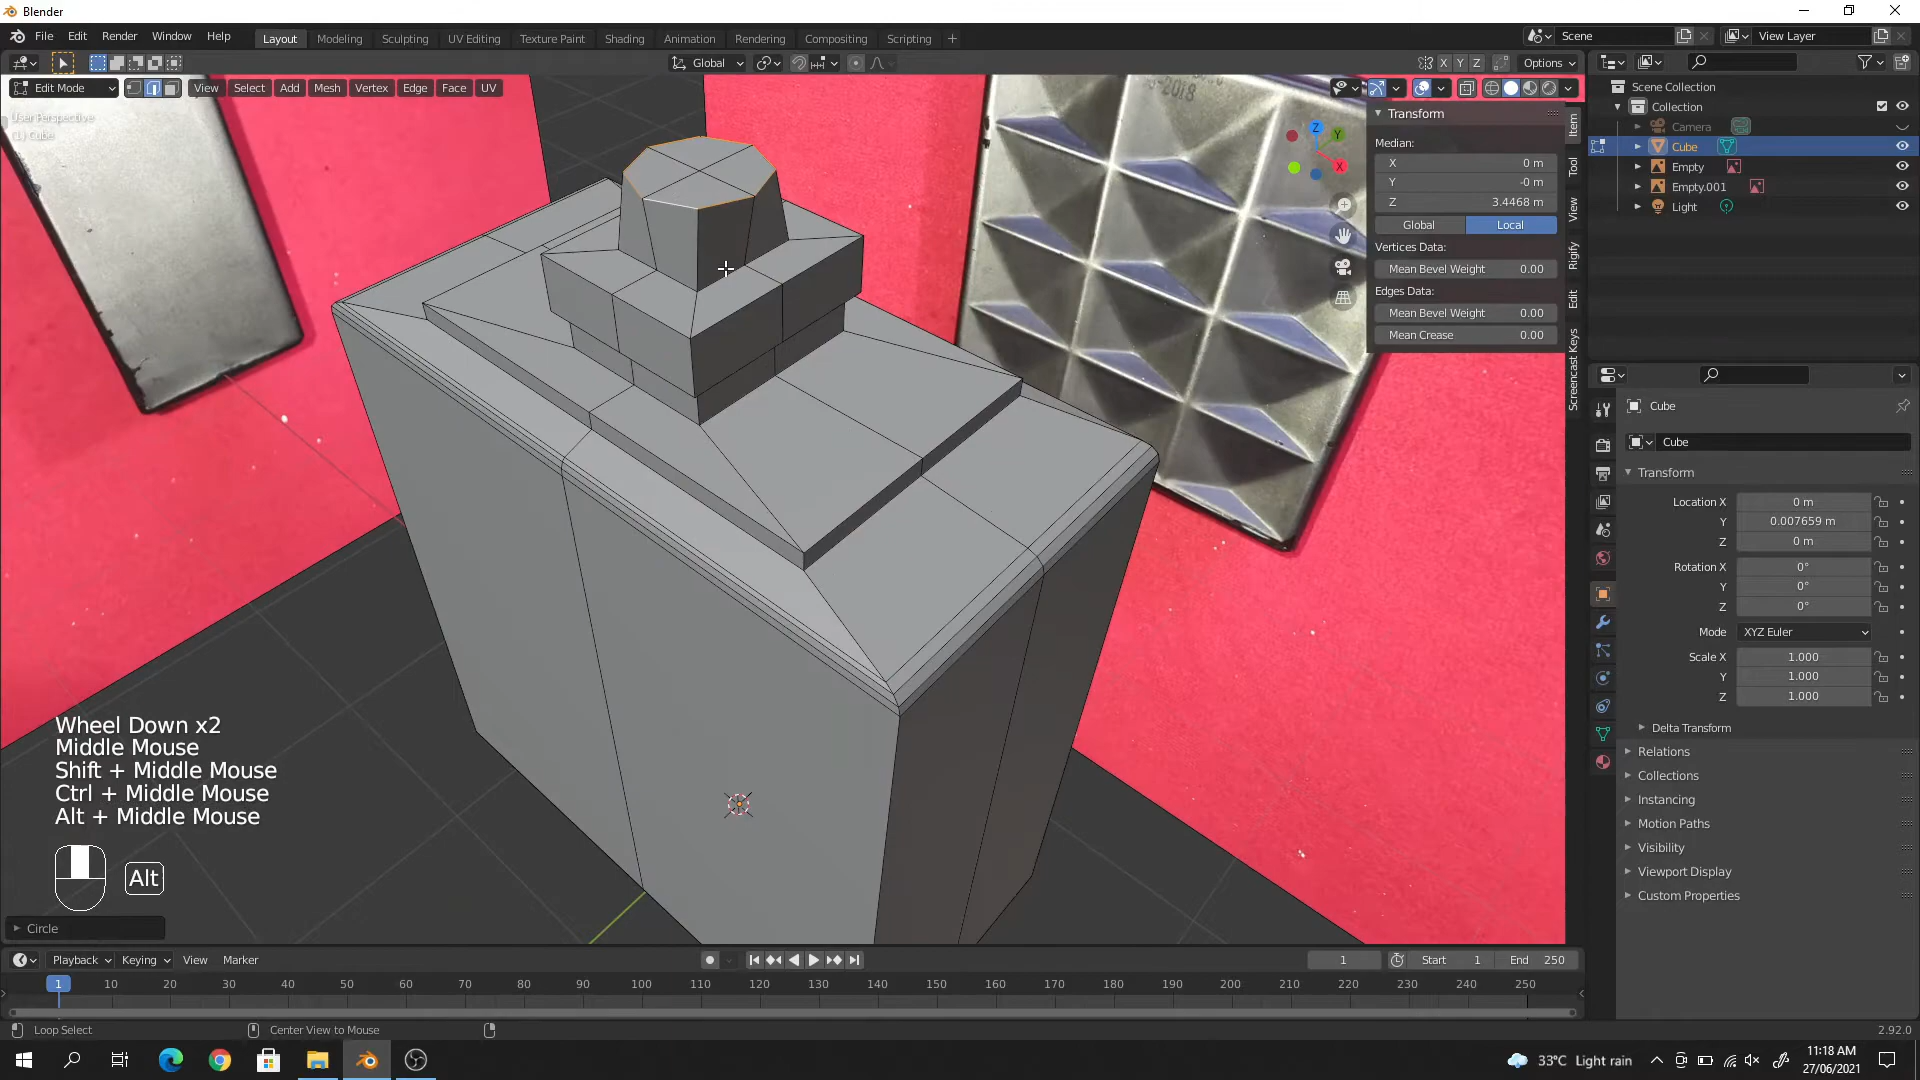 Blender
File Edit Render Window Help
Layout Modeling Sculpting UV Editing Texture Paint Shading Animation Rendering Compositing Scripting +
Scene
View Layer
Global
X Y Z Options
Edit Mode View Select Add Mesh Vertex Edge Face UV
User Perspective
(1) Cube
2018
Transform
Median:
X 0 m
Y -0 m
Z 3.4468 m
Global Local
Vertices Data:
Mean Bevel Weight 0.00
Edges Data:
Mean Bevel Weight 0.00
Mean Crease 0.00
Item
Tool
View
Rigify
Edit
Screencast Keys
Z
Y
X
Scene Collection
Collection
Camera
Cube
Empty
Empty.001
Light
Cube
Cube
Transform
Location X 0 m
Y 0.007659 m
Z 0 m
Rotation X 0°
Y 0°
Z 0°
Mode XYZ Euler
Scale X 1.000
Y 1.000
Z 1.000
Delta Transform
Relations
Collections
Instancing
Motion Paths
Visibility
Viewport Display
Custom Properties
Wheel Down x2
Middle Mouse
Shift + Middle Mouse
Ctrl + Middle Mouse
Alt + Middle Mouse
Alt
Circle
Playback Keying View Marker
1 Start 1 End 250
1 10 20 30 40 50 60 70 80 90 100 110 120 130 140 150 160 170 180 190 200 210 220 230 240 250
Loop Select Center View to Mouse 2.92.0
33°C Light rain
11:18 AM
27/06/2021